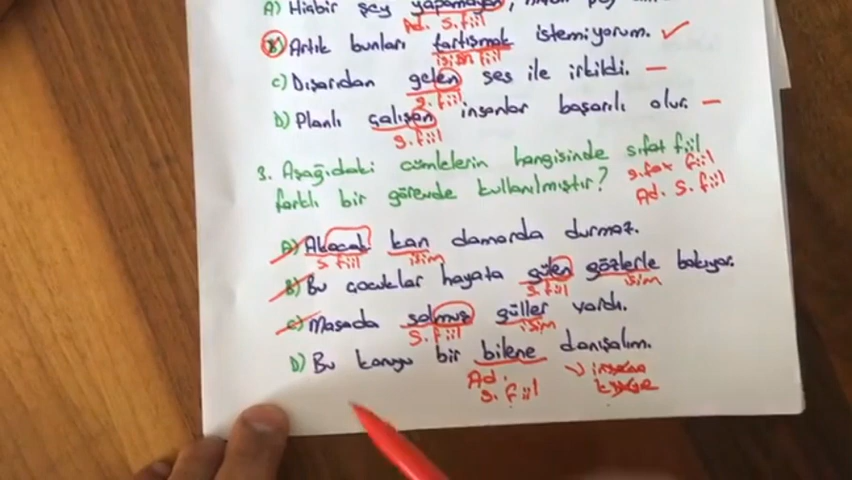 A) Hiçbir şey yapamayan,
Ad. S.fiil
B) Artık bunları tartışmak istemiyorum. ✓
isim fiil
C) Dışarıdan gelen ses ile irkildi. —
S.fiil
D) Planlı çalışan insanlar başarılı olur. —
S.fiil
3. Aşağıdaki cümlelerin hangisinde sıfat fiil
farklı bir görevde kullanılmıştır?
sıfat fiil
Ad. S.fiil
A) Akacak kan damarda durmaz.
S.fiil isim
B) Bu çocuklar hayata gülen gözlerle bakıyor.
S.fiil isim
C) Masada solmuş güller vardı.
S.fiil isim
D) Bu konuyu bir bilene danışalım.
Ad.
S.fiil